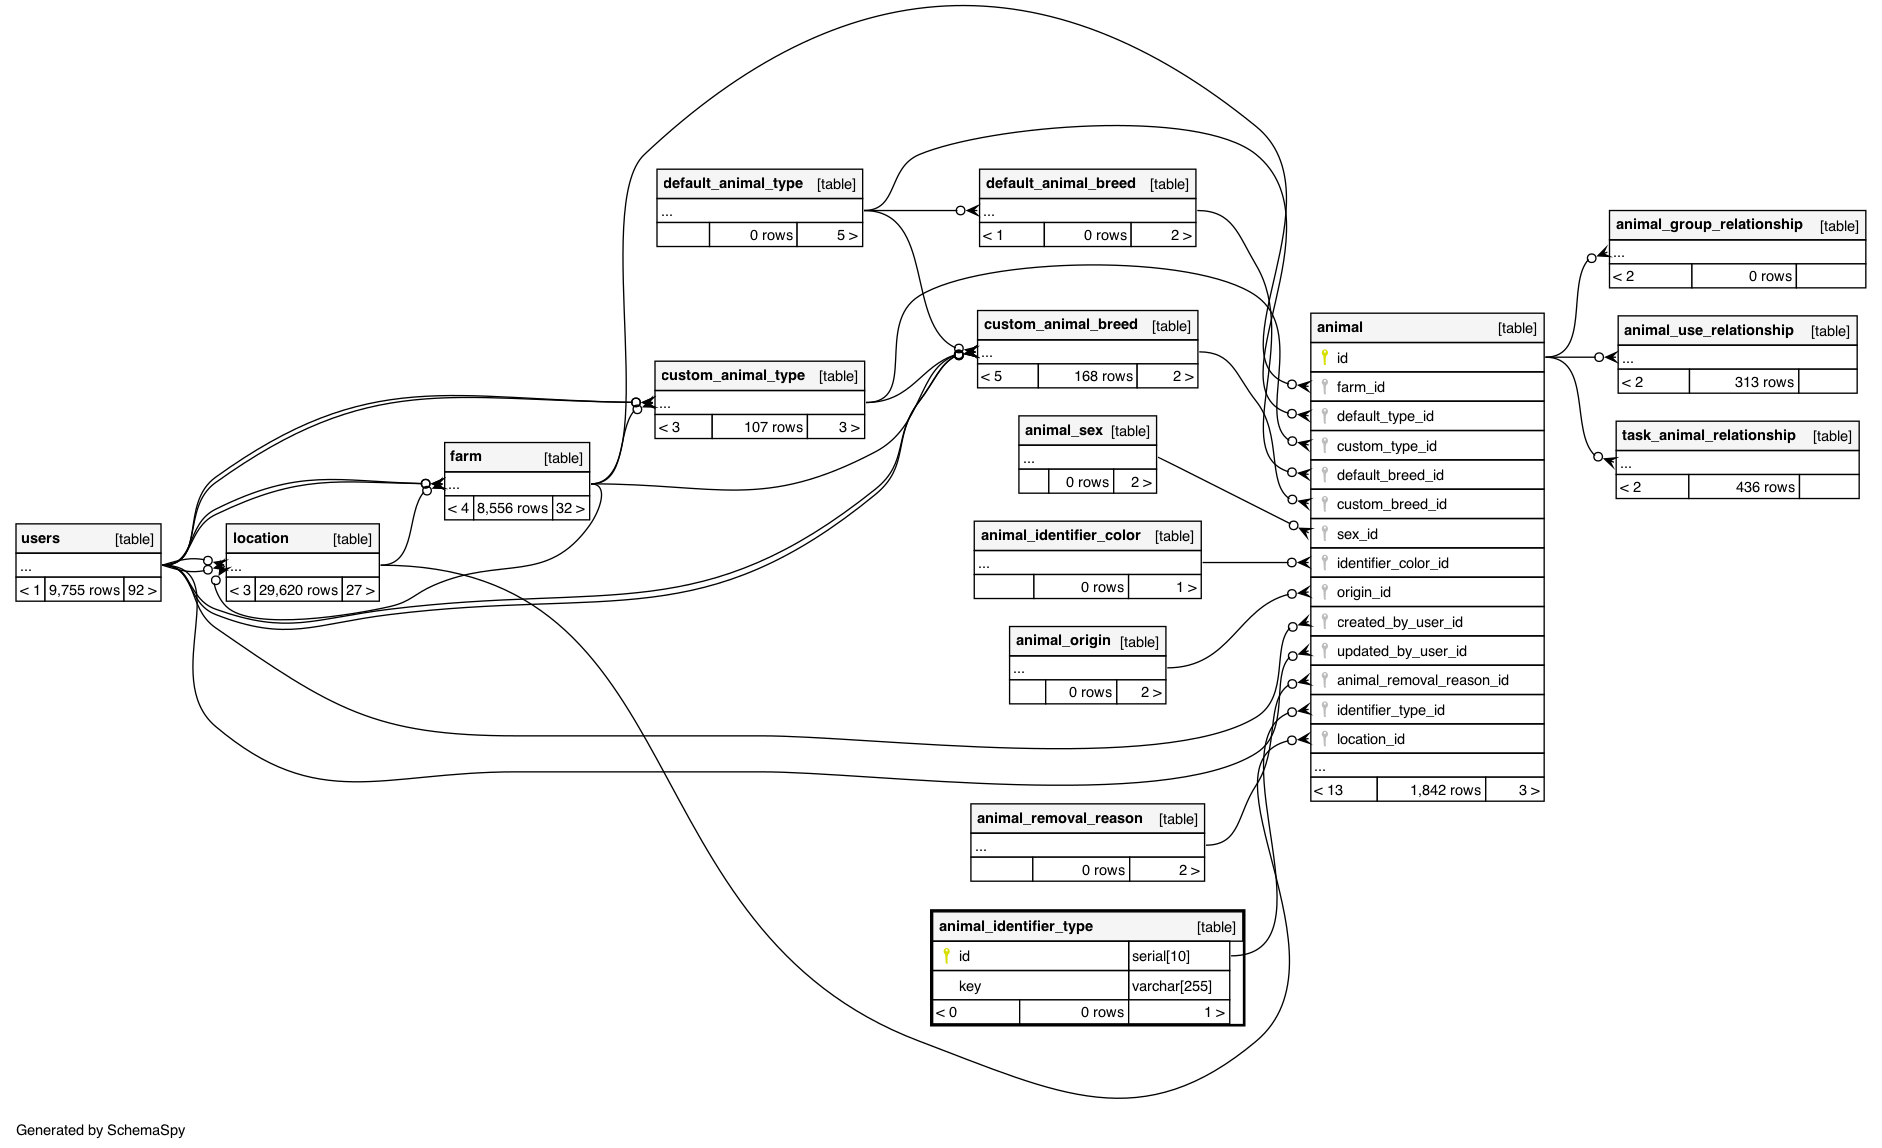 default_animal_type [table]
...
0 rows 5 >
default_animal_breed [table]
...
< 1 0 rows 2 >
animal_group_relationship [table]
...
< 2 0 rows
custom_animal_breed [table]
...
< 5 168 rows 2 >
animal_use_relationship [table]
...
< 2 313 rows
custom_animal_type [table]
...
< 3 107 rows 3 >
animal_sex [table]
...
0 rows 2 >
task_animal_relationship [table]
...
< 2 436 rows
farm [table]
...
< 4 8,556 rows 32 >
users [table]
...
< 1 9,755 rows 92 >
location [table]
...
< 3 29,620 rows 27 >
animal_identifier_color [table]
...
0 rows 1 >
animal_origin [table]
...
0 rows 2 >
animal [table]
id
farm_id
default_type_id
custom_type_id
default_breed_id
custom_breed_id
sex_id
identifier_color_id
origin_id
created_by_user_id
updated_by_user_id
animal_removal_reason_id
identifier_type_id
location_id
...
< 13 1,842 rows 3 >
animal_removal_reason [table]
...
0 rows 2 >
animal_identifier_type [table]
id serial[10]
key varchar[255]
< 0 0 rows 1 >
Generated by SchemaSpy